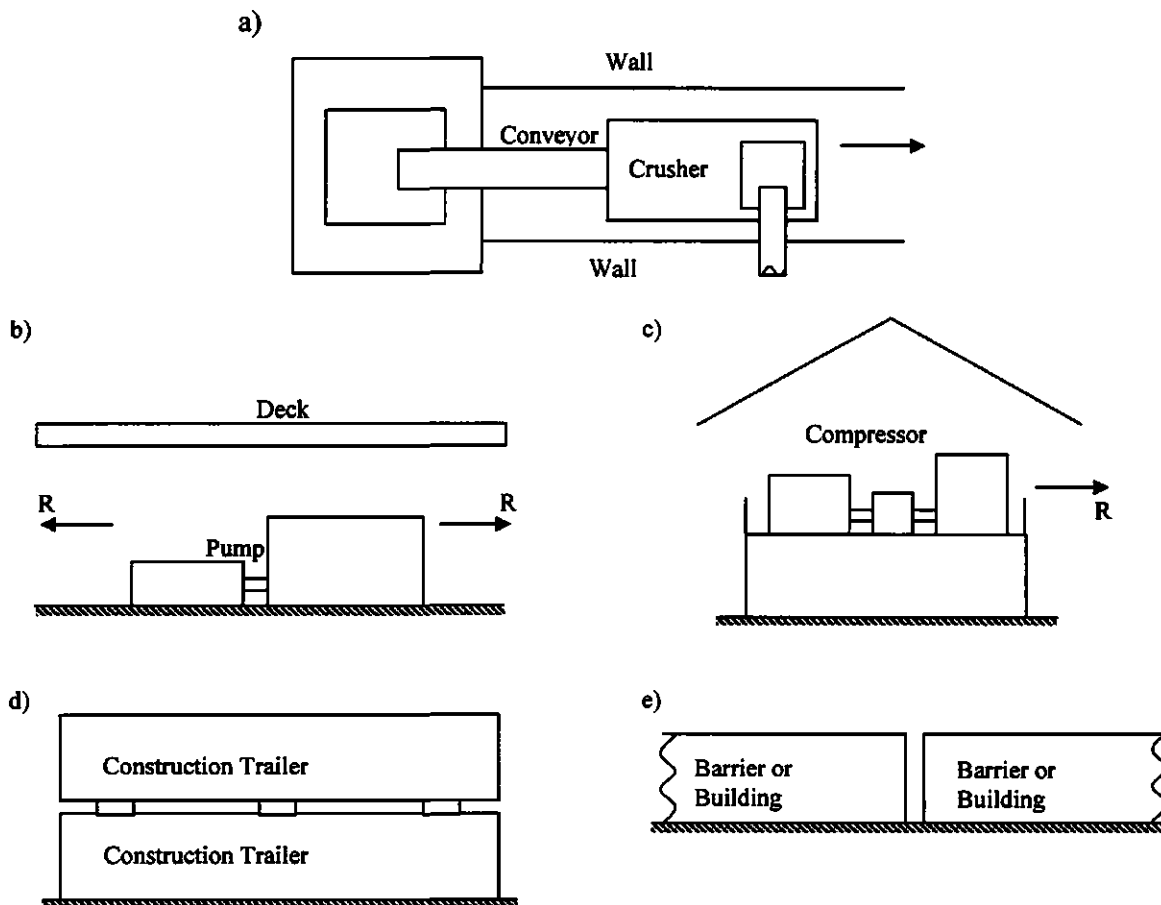 a)
Wall
Conveyor
Crusher
Wall
b)
Deck
R
R
Pump
c)
Compressor
R
d)
Construction Trailer
Construction Trailer
e)
Barrier or
Building
Barrier or
Building